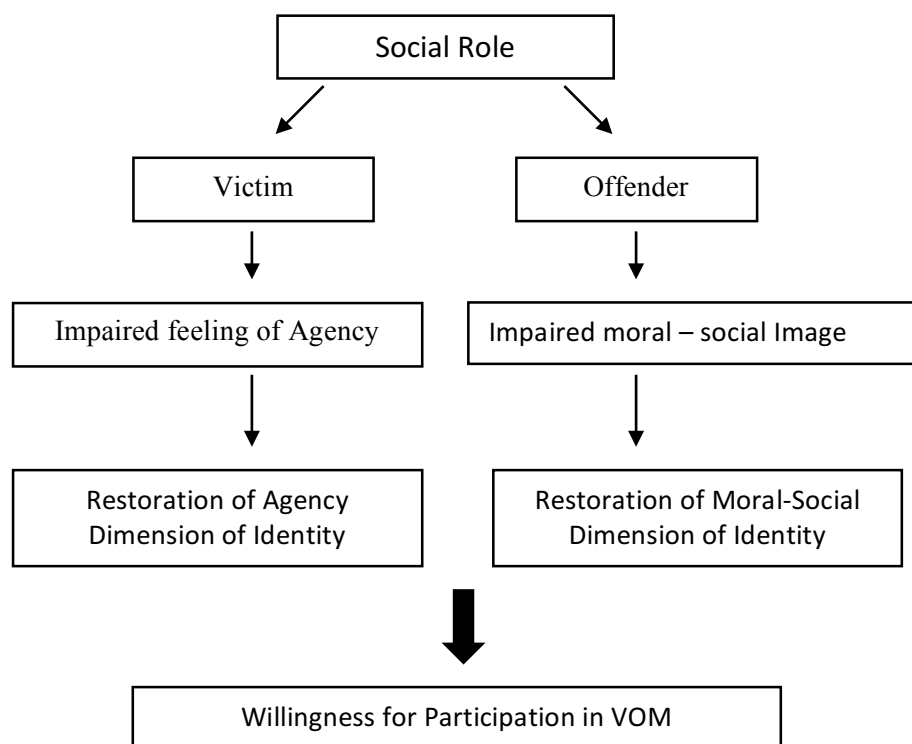 Social Role
Victim
Offender
Impaired feeling of Agency
Impaired moral – social Image
Restoration of Agency
Dimension of Identity
Restoration of Moral-Social
Dimension of Identity
Willingness for Participation in VOM